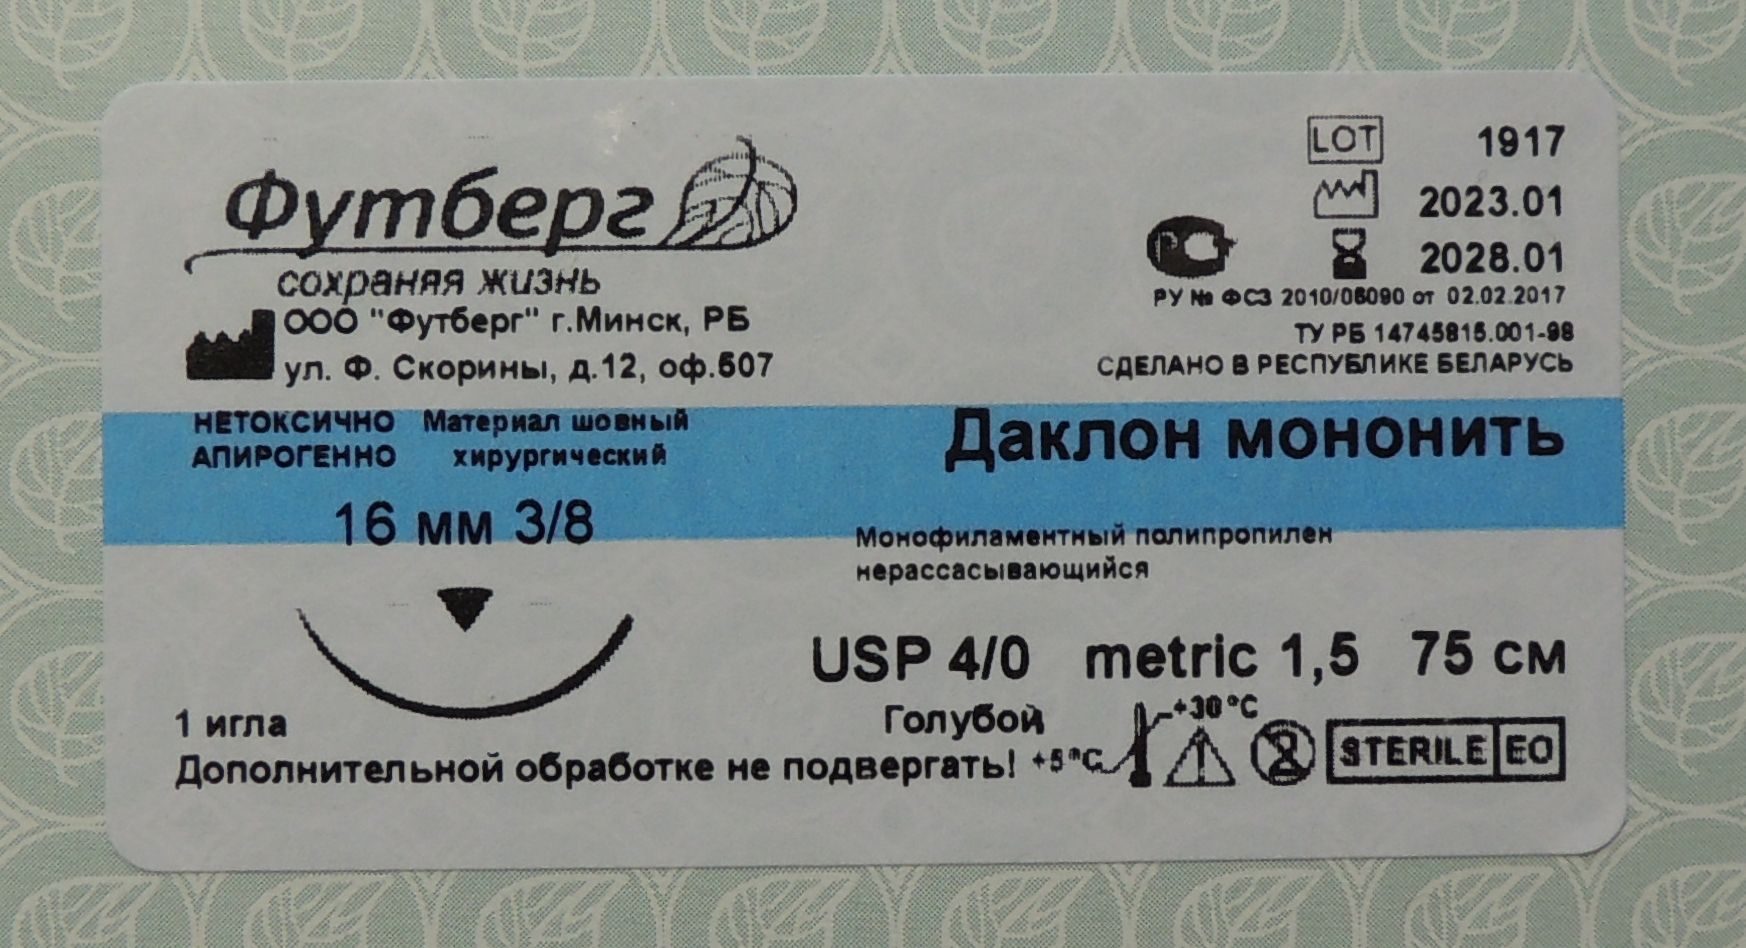 Футберг
сохраняя жизнь
ООО "Футберг" г.Минск, РБ
ул. Ф. Скорины, д.12, оф.507
LOT 1917
2023.01
2028.01
РУ № ФСЗ 2010/06090 от 02.02.2017
ТУ РБ 14745815.001-98
СДЕЛАНО В РЕСПУБЛИКЕ БЕЛАРУСЬ
НЕТОКСИЧНО Материал шовный
АПИРОГЕННО хирургический
Даклон мононить
16 мм 3/8
Монофиламентный полипропилен
нерассасывающийся
USP 4/0 metric 1,5 75 см
1 игла
Голубой
+30°C
Дополнительной обработке не подвергать! +5°C
STERILE EO